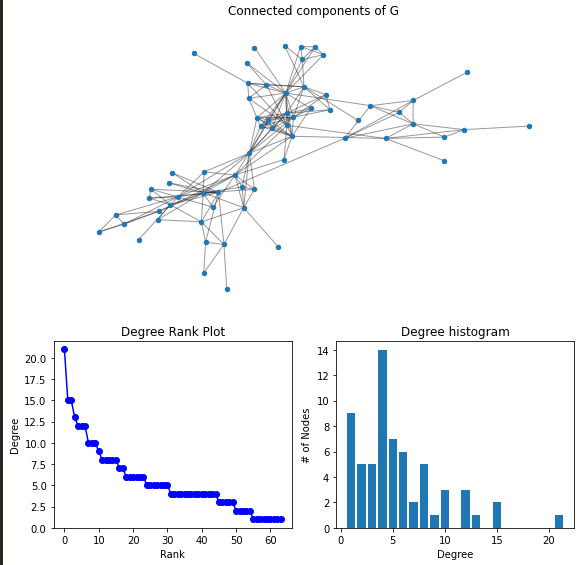 Connected components of G
Degree Rank Plot
20.0
17.5
15.0
12.5
10.0
7.5
5.0
2.5
0.0
Degree
0 10 20 30 40 50 60
Rank
Degree histogram
14
12
10
8
6
4
2
0
# of Nodes
0 5 10 15 20
Degree